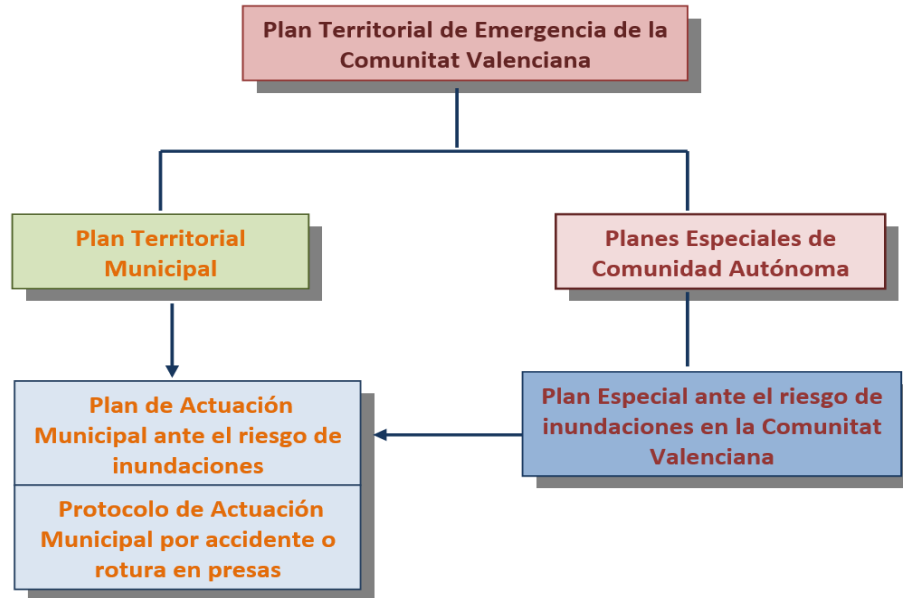 Plan Territorial de Emergencia de la
Comunitat Valenciana
Plan Territorial
Municipal
Planes Especiales de
Comunidad Autónoma
Plan de Actuación
Municipal ante el riesgo de
inundaciones
Plan Especial ante el riesgo de
inundaciones en la Comunitat
Valenciana
Protocolo de Actuación
Municipal por accidente o
rotura en presas